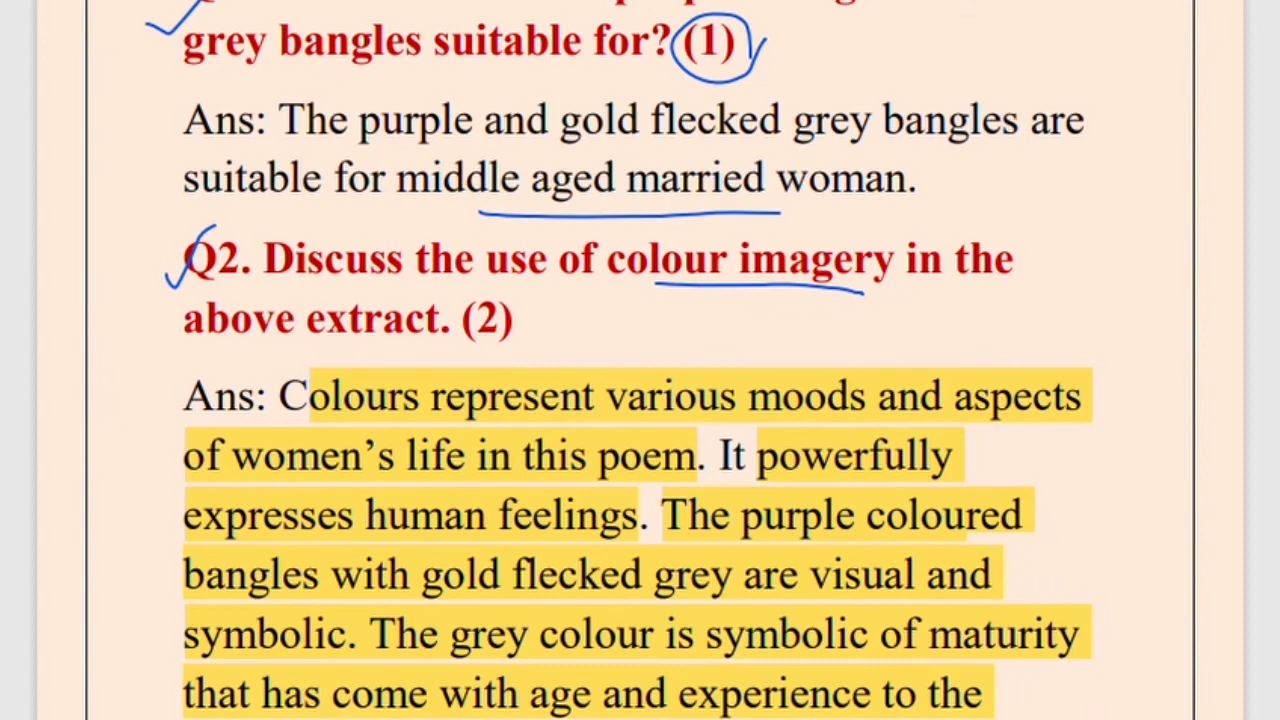 grey bangles suitable for? (1)
Ans: The purple and gold flecked grey bangles are
suitable for middle aged married woman.
Q2. Discuss the use of colour imagery in the
above extract. (2)
Ans: Colours represent various moods and aspects
of women’s life in this poem. It powerfully
expresses human feelings. The purple coloured
bangles with gold flecked grey are visual and
symbolic. The grey colour is symbolic of maturity
that has come with age and experience to the